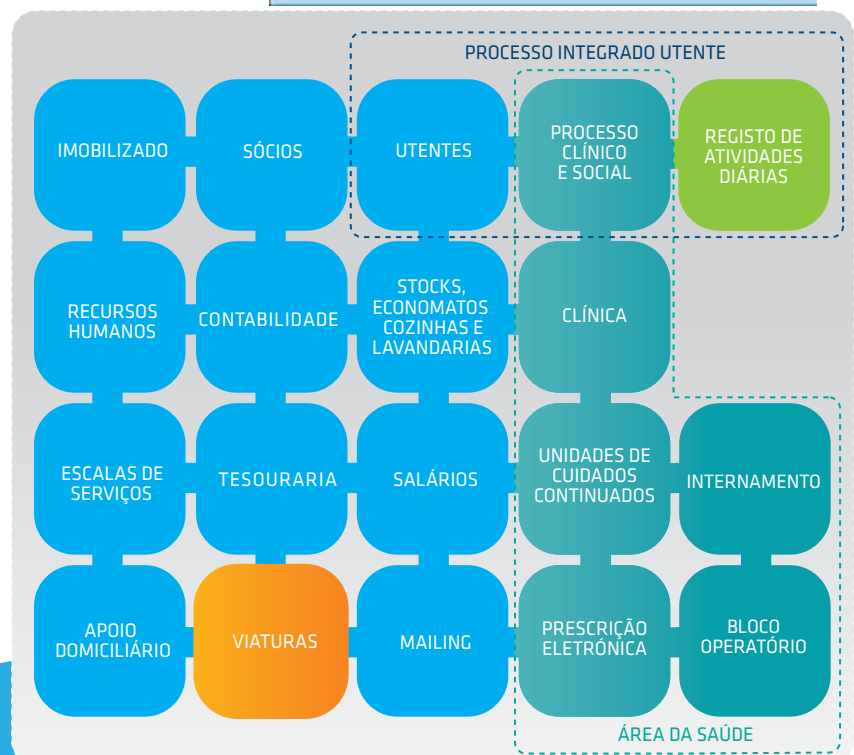 PROCESSO INTEGRADO UTENTE
IMOBILIZADO
SÓCIOS
UTENTES
PROCESSO
CLÍNICO
E SOCIAL
REGISTO DE
ATIVIDADES
DIÁRIAS
RECURSOS
HUMANOS
CONTABILIDADE
STOCKS,
ECONOMATOS
COZINHAS E
LAVANDARIAS
CLÍNICA
ESCALAS DE
SERVIÇOS
TESOURARIA
SALÁRIOS
UNIDADES DE
CUIDADOS
CONTINUADOS
INTERNAMENTO
APOIO
DOMICILIÁRIO
VIATURAS
MAILING
PRESCRIÇÃO
ELETRÓNICA
BLOCO
OPERATÓRIO
ÁREA DA SAÚDE